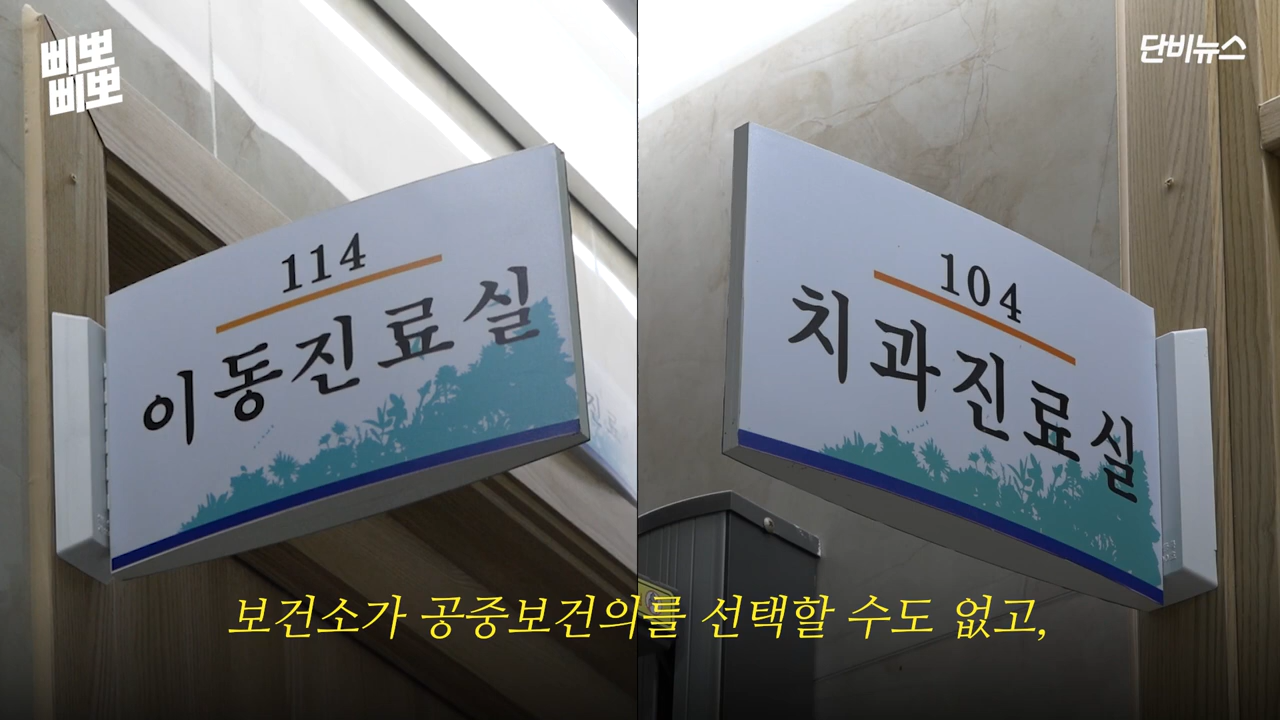 삐뽀
삐뽀
단비뉴스
114
이동진료실
104
치과진료실
보건소가 공중보건의를 선택할 수도 없고,